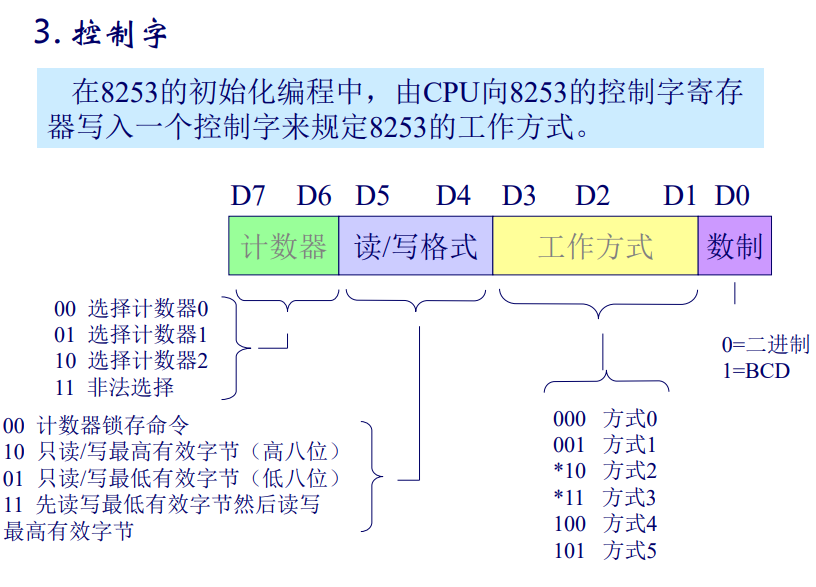 3. 控制字
在8253的初始化编程中，由CPU向8253的控制字寄存
器写入一个控制字来规定8253的工作方式。
D7 D6 D5 D4 D3 D2 D1 D0
计数器 读/写格式 工作方式 数制
00 选择计数器0
01 选择计数器1
10 选择计数器2
11 非法选择
0=二进制
1=BCD
00 计数器锁存命令
10 只读/写最高有效字节（高八位）
01 只读/写最低有效字节（低八位）
11 先读写最低有效字节然后读写
最高有效字节
000 方式0
001 方式1
*10 方式2
*11 方式3
100 方式4
101 方式5